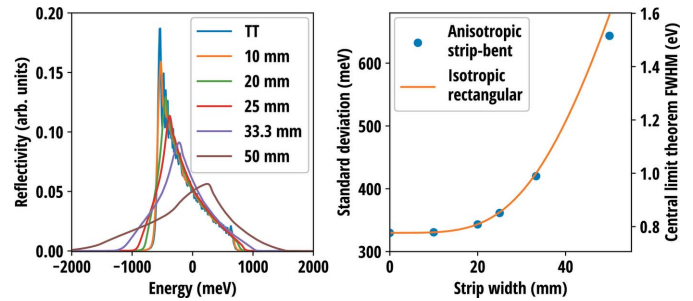 Reflectivity (arb. units)
0.20
0.15
0.10
0.05
0.00
TT
10 mm
20 mm
25 mm
33.3 mm
50 mm
−2000 −1000 0 1000 2000
Energy (meV)
Standard deviation (meV)
600
500
400
300
Anisotropic
strip-bent
Isotropic
rectangular
0 20 40
Strip width (mm)
1.6
1.4
1.2
1.0
0.8
Central limit theorem FWHM (eV)